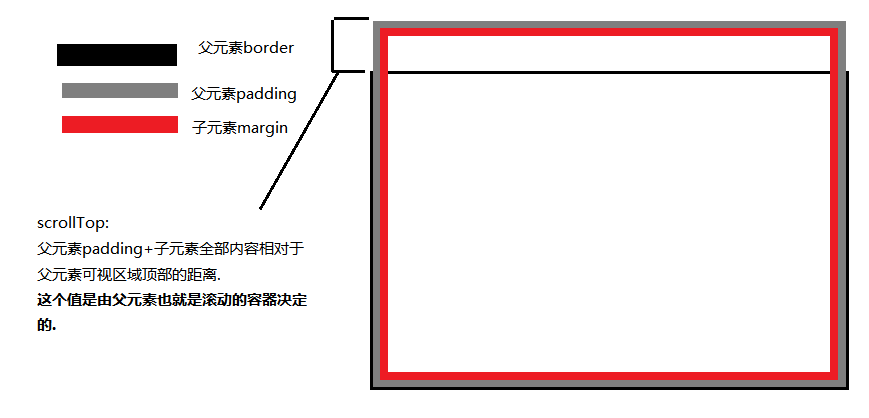 父元素border
父元素padding
子元素margin
scrollTop:
父元素padding+子元素全部内容相对于
父元素可视区域顶部的距离.
这个值是由父元素也就是滚动的容器决定
的.